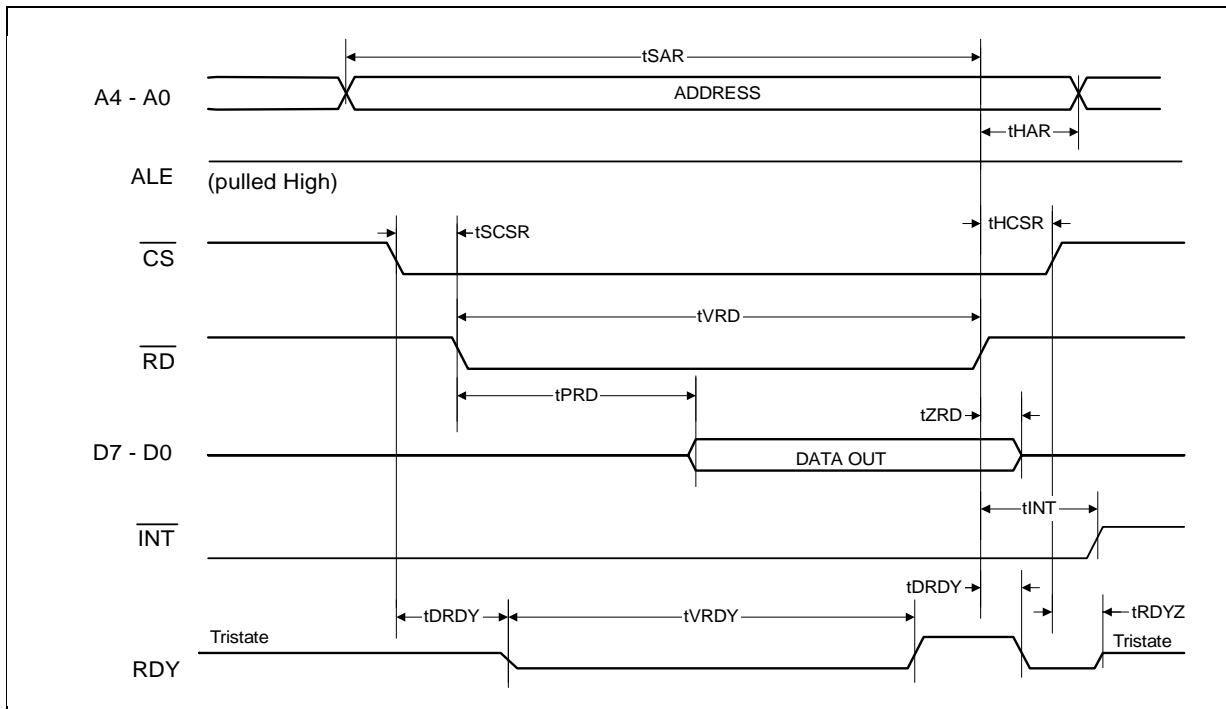 tSAR
A4 - A0
ADDRESS
tHAR
ALE
(pulled High)
tSCSR
tHCSR
CS
tVRD
RD
tPRD
tZRD
D7 - D0
DATA OUT
tINT
INT
tDRDY
tDRDY
tVRDY
tRDYZ
Tristate
Tristate
RDY